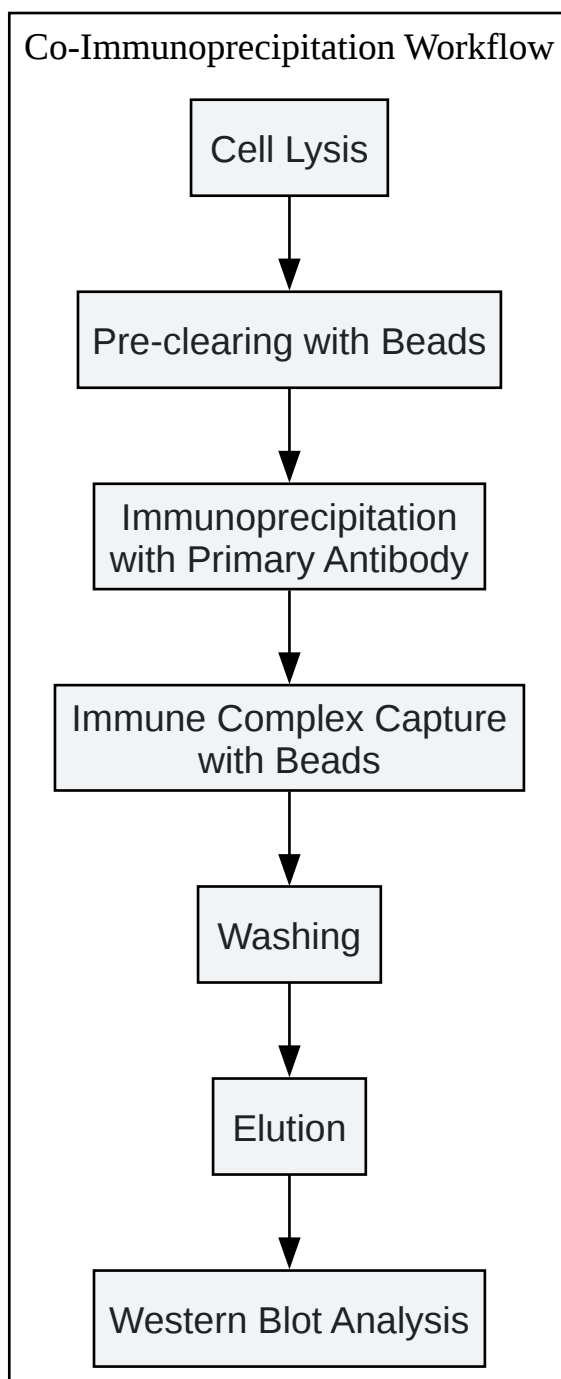 Co-Immunoprecipitation Workflow
Cell Lysis
Pre-clearing with Beads
Immunoprecipitation
with Primary Antibody
Immune Complex Capture
with Beads
Washing
Elution
Western Blot Analysis